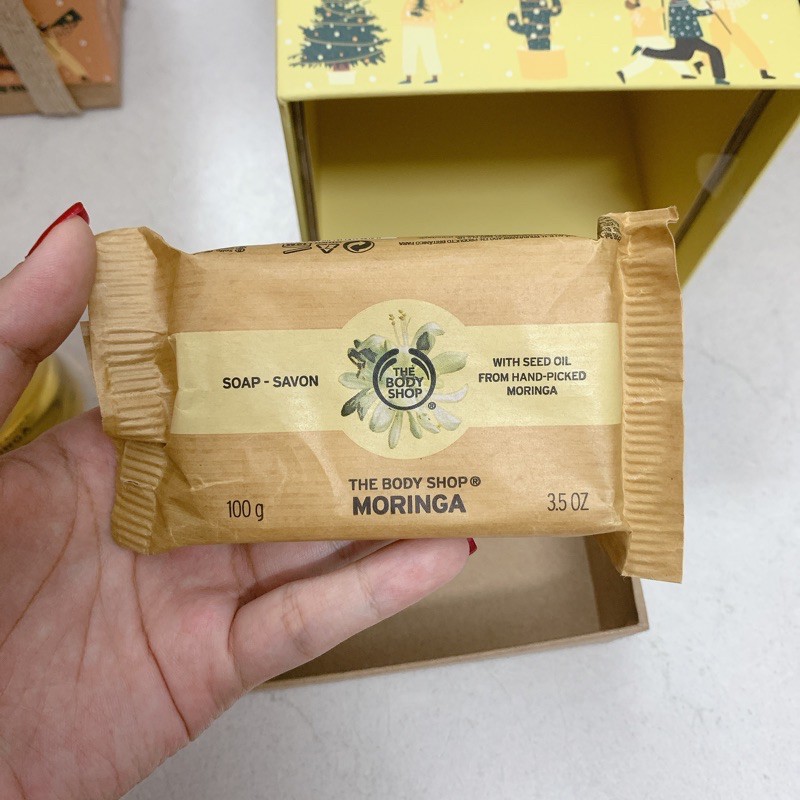 SOAP - SAVON
THE
BODY
SHOP®
WITH SEED OIL
FROM HAND-PICKED
MORINGA
THE BODY SHOP®
MORINGA
100 g
3.5 OZ